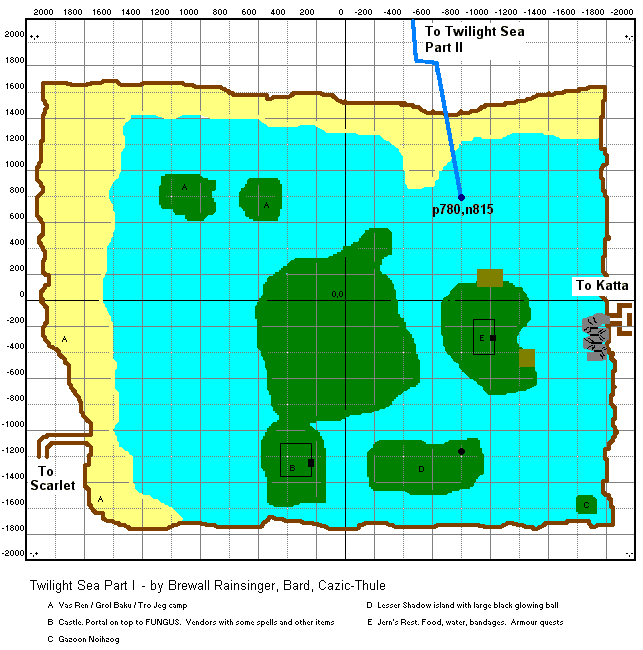 2000 1800 1600 1400 1200 1000 800 600 400 200 -0 -200 -400 -600 -800 -1000 -1200 -1400 -1600 -1800 -2000
To Twilight Sea
Part II
2000
1800
1600
1400
1200
1000
800
600
400
200
0
-200
-400
-600
-800
-1000
-1200
-1400
-1600
-1800
-2000
A
A
p780,n815
To Katta
0,0
A
E
To
Scarlet
B
D
A
C
Twilight Sea Part I - by Brewall Rainsinger, Bard, Cazic-Thule
A Vas Ren / Grol Baku / Tro Jeg camp
B Castle. Portal on top to FUNGUS. Vendors with some spells and other items
C Gazoon Noihzog
D Lesser Shadow island with large black glowing ball
E Jern's Rest. Food, water, bandages. Armour quests